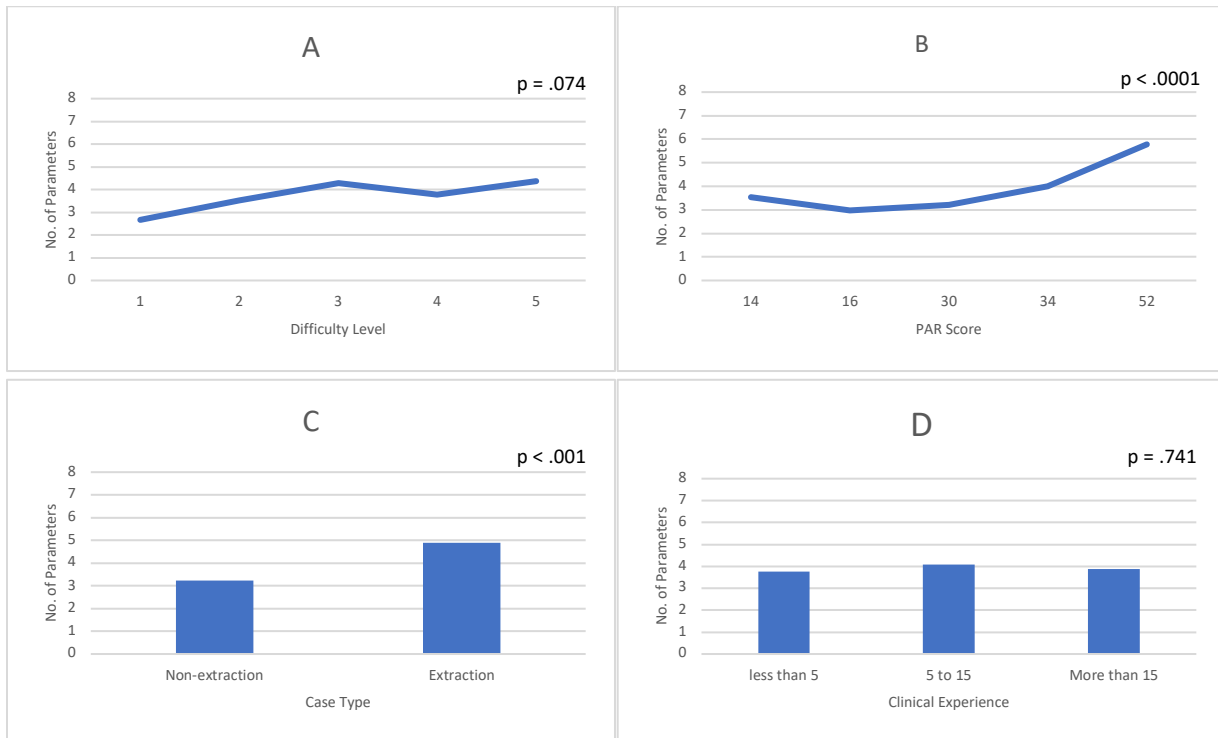 A
p = .074
8
7
6
5
4
3
2
1
0
No. of Parameters
1 2 3 4 5
Difficulty Level
B
p < .0001
8
7
6
5
4
3
2
1
0
No. of Parameters
14 16 30 34 52
PAR Score
C
p < .001
8
7
6
5
4
3
2
1
0
No. of Parameters
Non-extraction Extraction
Case Type
D
p = .741
8
7
6
5
4
3
2
1
0
No. of Parameters
less than 5 5 to 15 More than 15
Clinical Experience